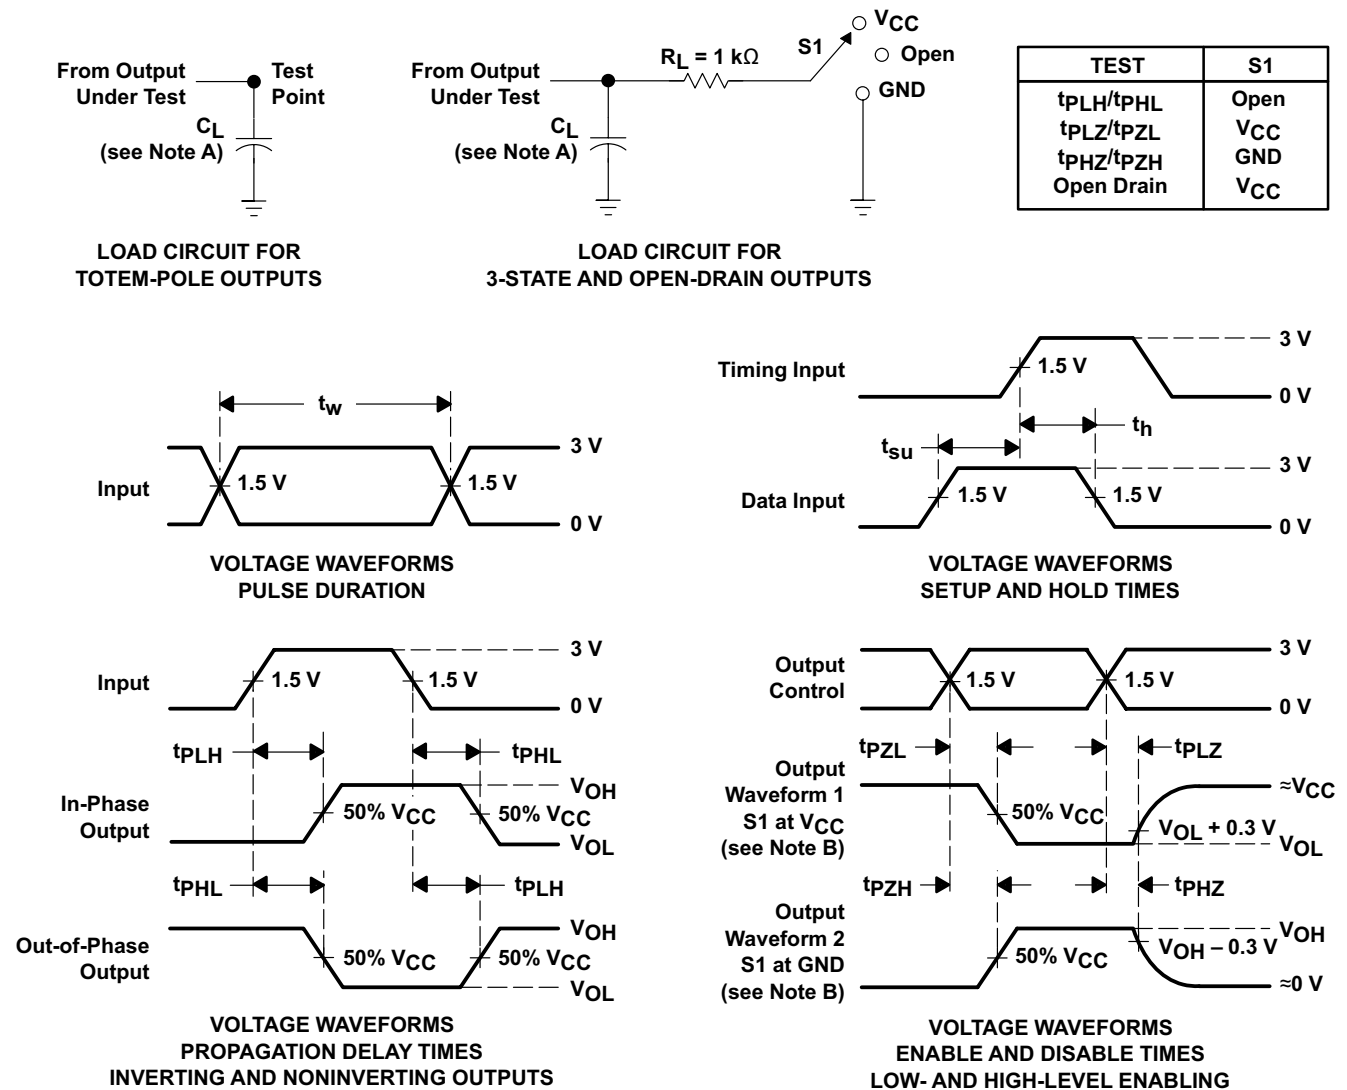 From Output
Under Test
Test
Point
CL
(see Note A)
LOAD CIRCUIT FOR
TOTEM-POLE OUTPUTS
From Output
Under Test
RL = 1 kΩ
S1
VCC
Open
GND
CL
(see Note A)
LOAD CIRCUIT FOR
3-STATE AND OPEN-DRAIN OUTPUTS
TEST S1
tPLH/tPHL Open
tPLZ/tPZL VCC
tPHZ/tPZH GND
Open Drain VCC
tw
Input
1.5 V
1.5 V
3 V
0 V
VOLTAGE WAVEFORMS
PULSE DURATION
Timing Input
1.5 V
3 V
0 V
tsu
th
Data Input
1.5 V
1.5 V
3 V
0 V
VOLTAGE WAVEFORMS
SETUP AND HOLD TIMES
Input
1.5 V
1.5 V
3 V
0 V
tPLH
tPHL
In-Phase
Output
50% VCC
50% VCC
VOH
VOL
tPHL
tPLH
Out-of-Phase
Output
50% VCC
50% VCC
VOH
VOL
VOLTAGE WAVEFORMS
PROPAGATION DELAY TIMES
INVERTING AND NONINVERTING OUTPUTS
Output
Control
1.5 V
1.5 V
3 V
0 V
tPZL
tPLZ
Output
Waveform 1
S1 at VCC
(see Note B)
50% VCC
≈VCC
VOL + 0.3 V
VOL
tPZH
tPHZ
Output
Waveform 2
S1 at GND
(see Note B)
50% VCC
VOH
VOH – 0.3 V
≈0 V
VOLTAGE WAVEFORMS
ENABLE AND DISABLE TIMES
LOW- AND HIGH-LEVEL ENABLING